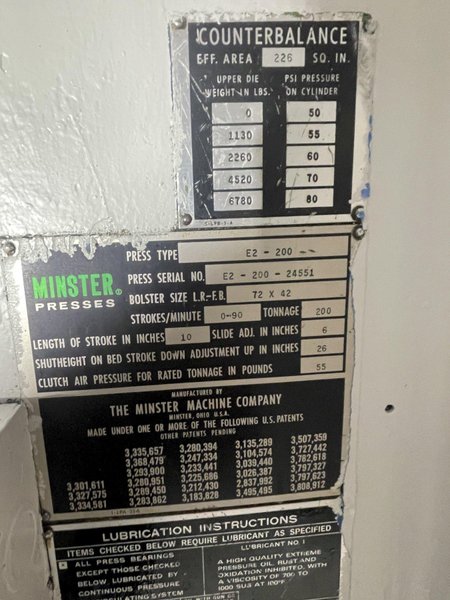 COUNTERBALANCE
EFF. AREA 226 SQ. IN.
UPPER DIE WEIGHT IN LBS. PSI PRESSURE ON CYLINDER
0 50
1130 55
2260 60
4520 70
6780 80
S-LPB-3-A
PRESS TYPE E2 - 200 --
MINSTER®
PRESSES
PRESS SERIAL NO. E2 - 200 - 24551
BOLSTER SIZE L.R.-F.B. 72 X 42
STROKES/MINUTE 0-90 TONNAGE 200
LENGTH OF STROKE IN INCHES 10 SLIDE ADJ. IN INCHES 6
SHUTHEIGHT ON BED STROKE DOWN ADJUSTMENT UP IN INCHES 26
CLUTCH AIR PRESSURE FOR RATED TONNAGE IN POUNDS 55
MANUFACTURED BY
THE MINSTER MACHINE COMPANY
MINSTER, OHIO U.S.A.
MADE UNDER ONE OR MORE OF THE FOLLOWING U.S. PATENTS
OTHER PATENTS PENDING
3,335,657 3,280,394 3,135,289 3,507,359
3,368,479 3,247,334 3,104,574 3,727,442
3,293,900 3,233,441 3,039,440 3,782,618
3,301,611 3,280,951 3,225,686 3,026,387 3,797,327
3,327,575 3,289,450 3,212,430 2,837,992 3,797,623
3,334,581 3,283,183 3,183,828 3,495,495 3,808,912
LUBRICATION INSTRUCTIONS
ITEMS CHECKED BELOW REQUIRE LUBRICANT AS SPECIFIED
ALL PRESS BEARINGS
EXCEPT THOSE CHECKED
BELOW LUBRICATED BY
CONTINUOUS PRESSURE
SYSTEM
LUBRICANT NO. 1
A HIGH QUALITY EXTREME
PRESSURE OIL, RUST AND
OXIDATION INHIBITED, WITH
A VISCOSITY OF 700 TO
1000 SUS AT 100°F